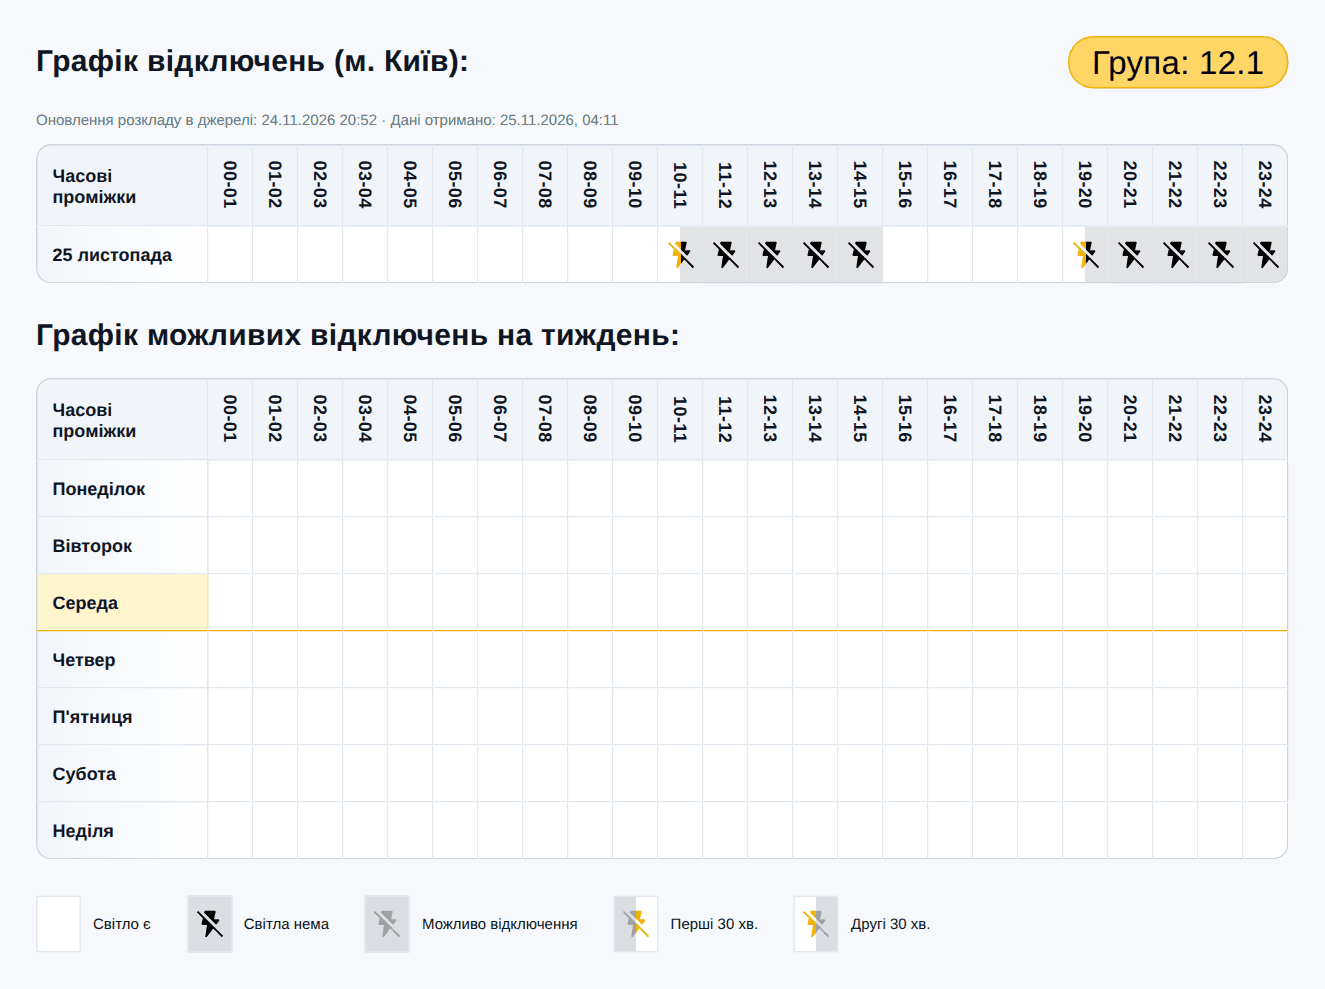 Графік відключень (м. Київ):
Група: 12.1
Оновлення розкладу в джерелі: 24.11.2026 20:52 · Дані отримано: 25.11.2026, 04:11
Часові
проміжки
00-01
01-02
02-03
03-04
04-05
05-06
06-07
07-08
08-09
09-10
10-11
11-12
12-13
13-14
14-15
15-16
16-17
17-18
18-19
19-20
20-21
21-22
22-23
23-24
25 листопада
Графік можливих відключень на тиждень:
Часові
проміжки
00-01
01-02
02-03
03-04
04-05
05-06
06-07
07-08
08-09
09-10
10-11
11-12
12-13
13-14
14-15
15-16
16-17
17-18
18-19
19-20
20-21
21-22
22-23
23-24
Понеділок
Вівторок
Середа
Четвер
П'ятниця
Субота
Неділя
Світло є
Світла нема
Можливо відключення
Перші 30 хв.
Другі 30 хв.